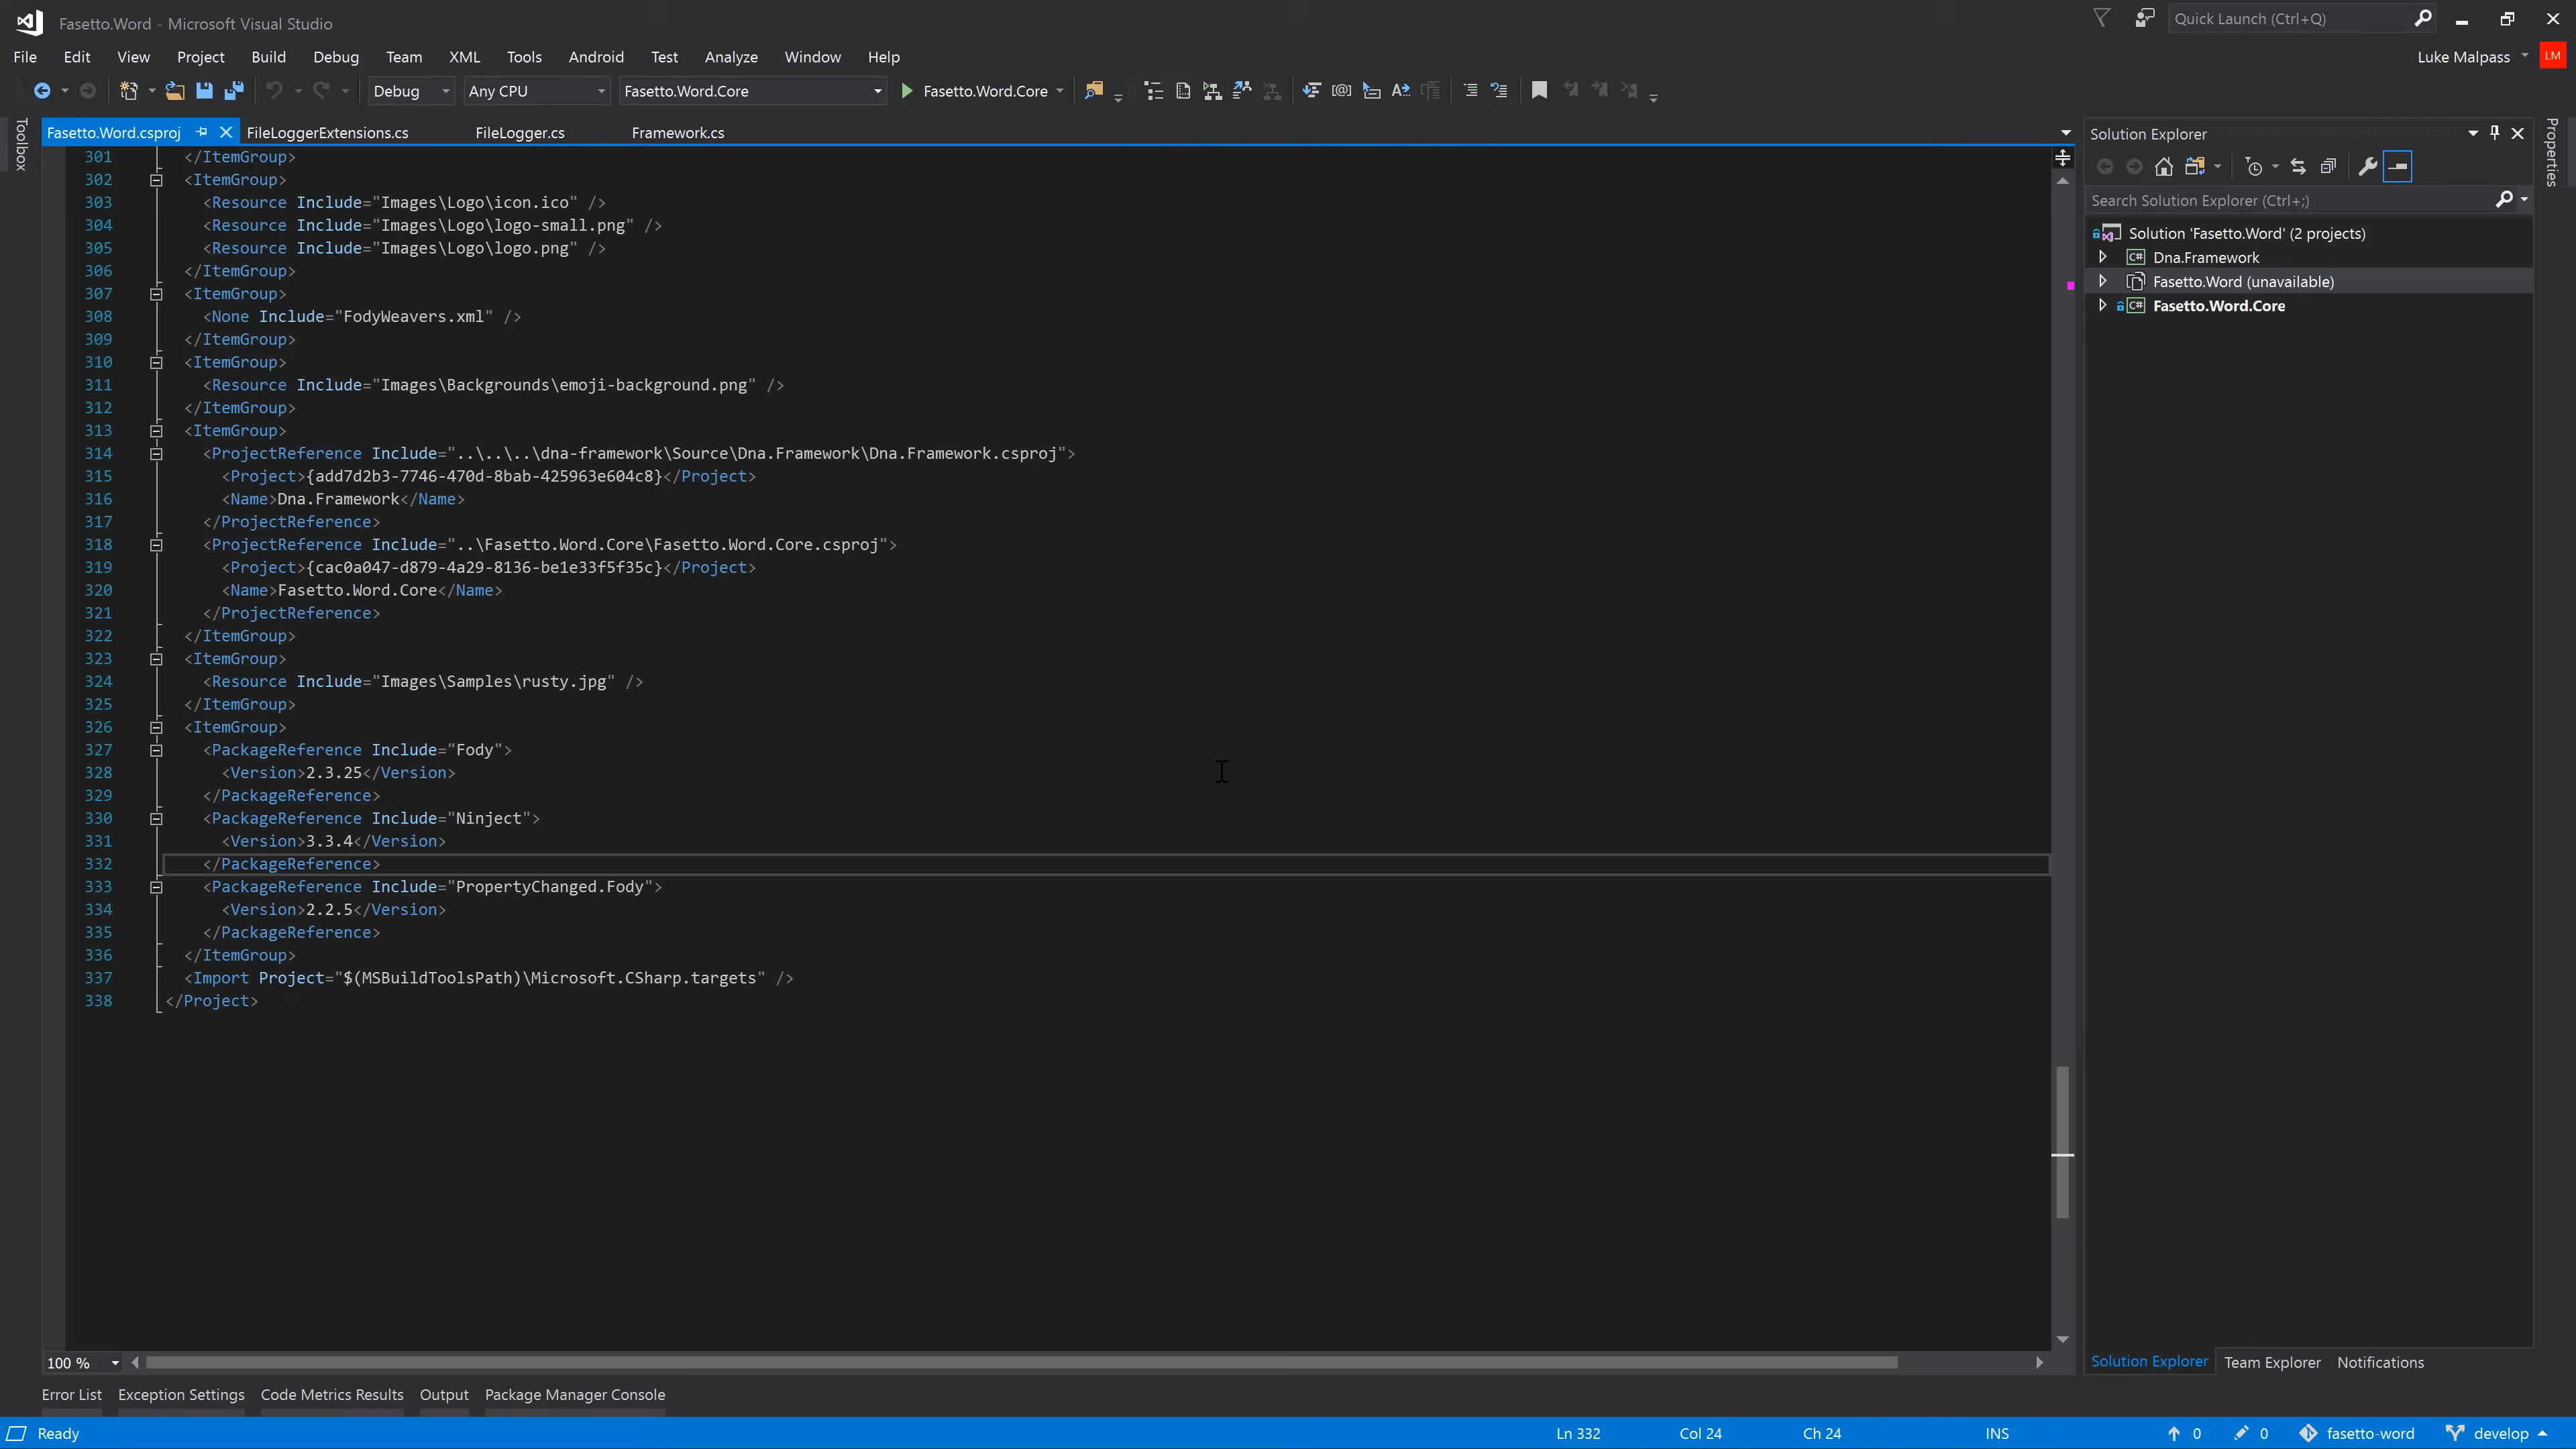 Fasetto.Word - Microsoft Visual Studio
Quick Launch (Ctrl+Q)
File Edit View Project Build Debug Team XML Tools Android Test Analyze Window Help
Luke Malpass
LM
Debug Any CPU Fasetto.Word.Core Fasetto.Word.Core
Toolbox
Fasetto.Word.csproj FileLoggerExtensions.cs FileLogger.cs Framework.cs
301 </ItemGroup>
302 <ItemGroup>
303 <Resource Include="Images\Logo\icon.ico" />
304 <Resource Include="Images\Logo\logo-small.png" />
305 <Resource Include="Images\Logo\logo.png" />
306 </ItemGroup>
307 <ItemGroup>
308 <None Include="FodyWeavers.xml" />
309 </ItemGroup>
310 <ItemGroup>
311 <Resource Include="Images\Backgrounds\emoji-background.png" />
312 </ItemGroup>
313 <ItemGroup>
314 <ProjectReference Include="..\..\..\dna-framework\Source\Dna.Framework\Dna.Framework.csproj">
315 <Project>{add7d2b3-7746-470d-8bab-425963e604c8}</Project>
316 <Name>Dna.Framework</Name>
317 </ProjectReference>
318 <ProjectReference Include="..\Fasetto.Word.Core\Fasetto.Word.Core.csproj">
319 <Project>{cac0a047-d879-4a29-8136-be1e33f5f35c}</Project>
320 <Name>Fasetto.Word.Core</Name>
321 </ProjectReference>
322 </ItemGroup>
323 <ItemGroup>
324 <Resource Include="Images\Samples\rusty.jpg" />
325 </ItemGroup>
326 <ItemGroup>
327 <PackageReference Include="Fody">
328 <Version>2.3.25</Version>
329 </PackageReference>
330 <PackageReference Include="Ninject">
331 <Version>3.3.4</Version>
332 </PackageReference>
333 <PackageReference Include="PropertyChanged.Fody">
334 <Version>2.2.5</Version>
335 </PackageReference>
336 </ItemGroup>
337 <Import Project="$(MSBuildToolsPath)\Microsoft.CSharp.targets" />
338 </Project>
100 %
Solution Explorer
Search Solution Explorer (Ctrl+;)
Solution 'Fasetto.Word' (2 projects)
C# Dna.Framework
Fasetto.Word (unavailable)
C# Fasetto.Word.Core
Properties
Solution Explorer Team Explorer Notifications
Error List Exception Settings Code Metrics Results Output Package Manager Console
Ready Ln 332 Col 24 Ch 24 INS 0 0 fasetto-word develop